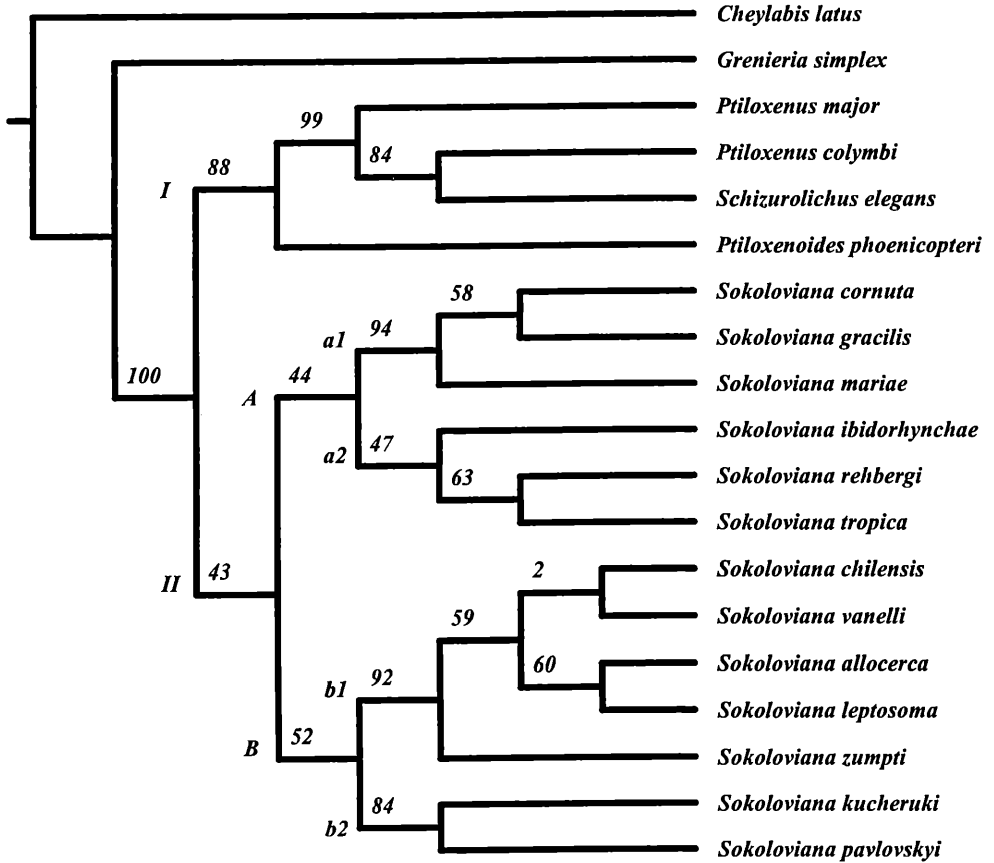 Cheylabis latus
Grenieria simplex
Ptiloxenus major
99
Ptiloxenus colymbi
84
88
I
Schizurolichus elegans
Ptiloxenoides phoenicopteri
Sokoloviana cornuta
58
Sokoloviana gracilis
94
a1
Sokoloviana mariae
100
44
A
Sokoloviana ibidorhynchae
47
a2
Sokoloviana rehbergi
63
Sokoloviana tropica
Sokoloviana chilensis
2
43
II
Sokoloviana vanelli
59
Sokoloviana allocerca
60
92
b1
Sokoloviana leptosoma
52
B
Sokoloviana zumpti
Sokoloviana kucheruki
84
b2
Sokoloviana pavlovskyi